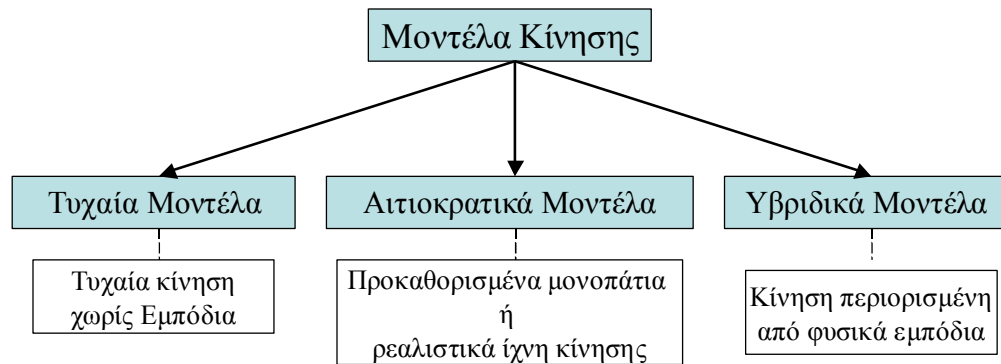 Μοντέλα Κίνησης
Τυχαία Μοντέλα
Αιτιοκρατικά Μοντέλα
Υβριδικά Μοντέλα
Τυχαία κίνηση
χωρίς Εμπόδια
Προκαθορισμένα μονοπάτια
ή
ρεαλιστικά ίχνη κίνησης
Κίνηση περιορισμένη
από φυσικά εμπόδια